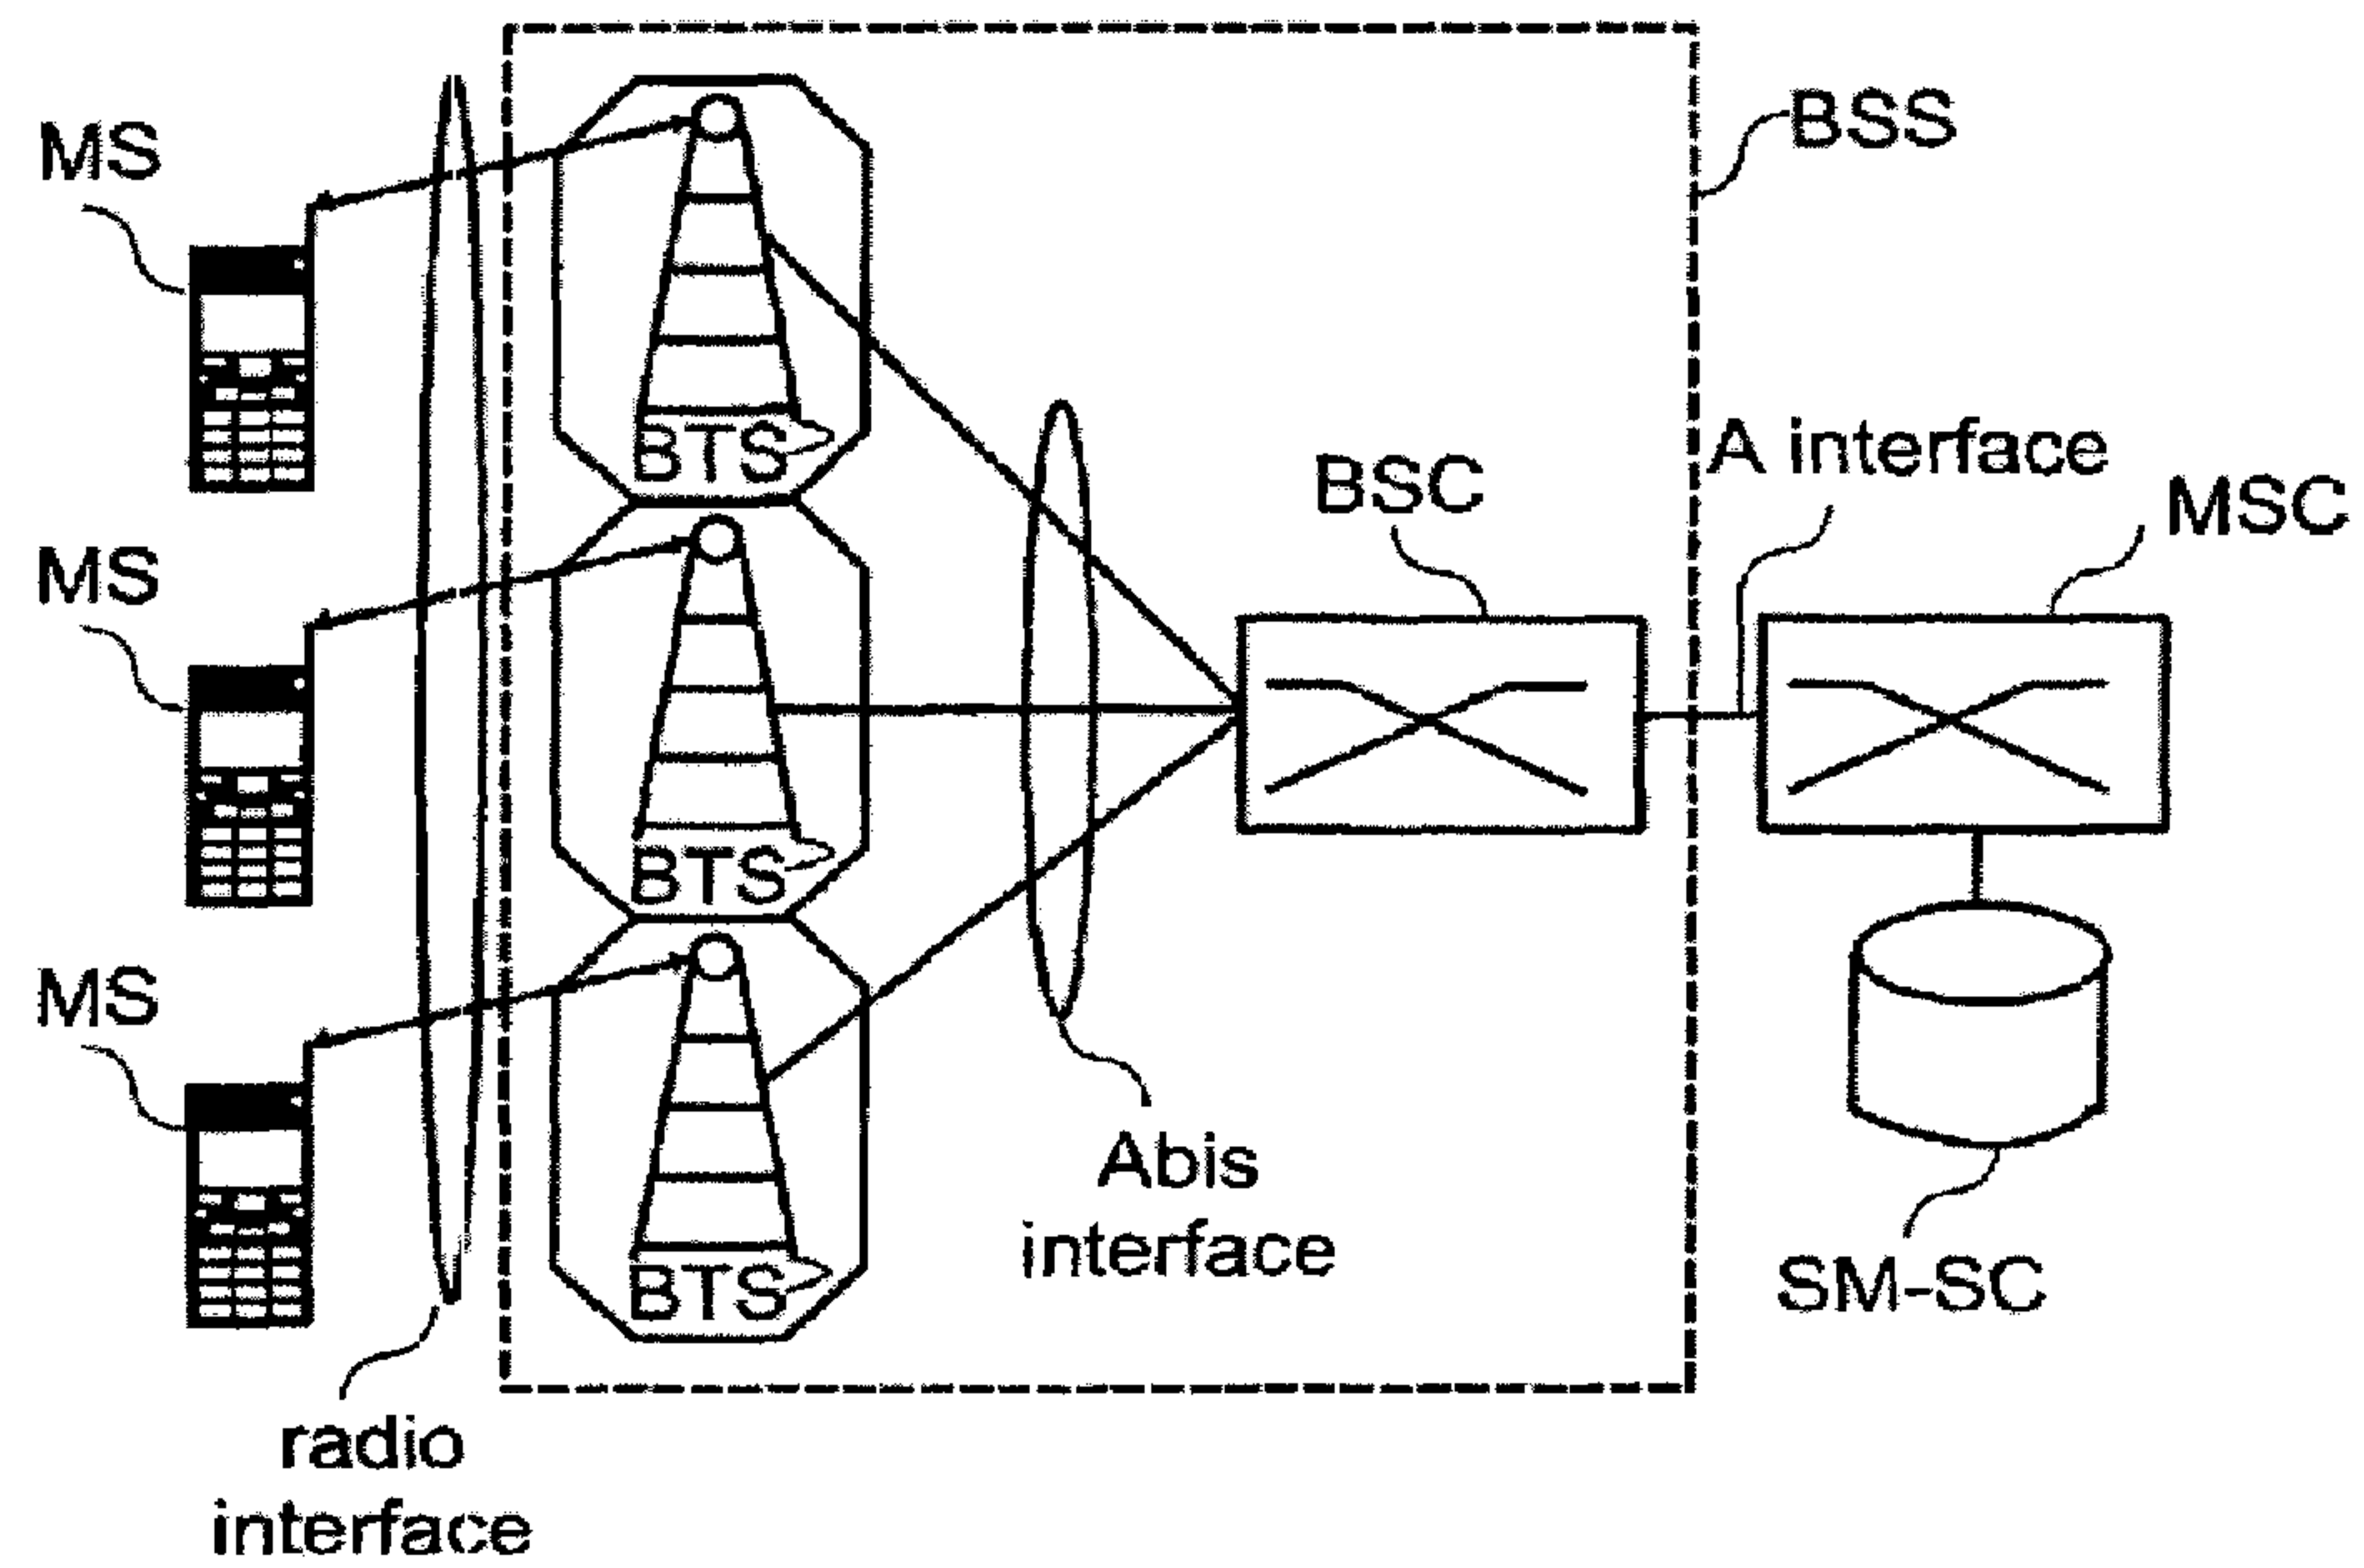 BSS
MS
BTS
A interface
BSC
MSC
MS
BTS
MS
Abis
interface
BTS
SM-SC
radio
interface